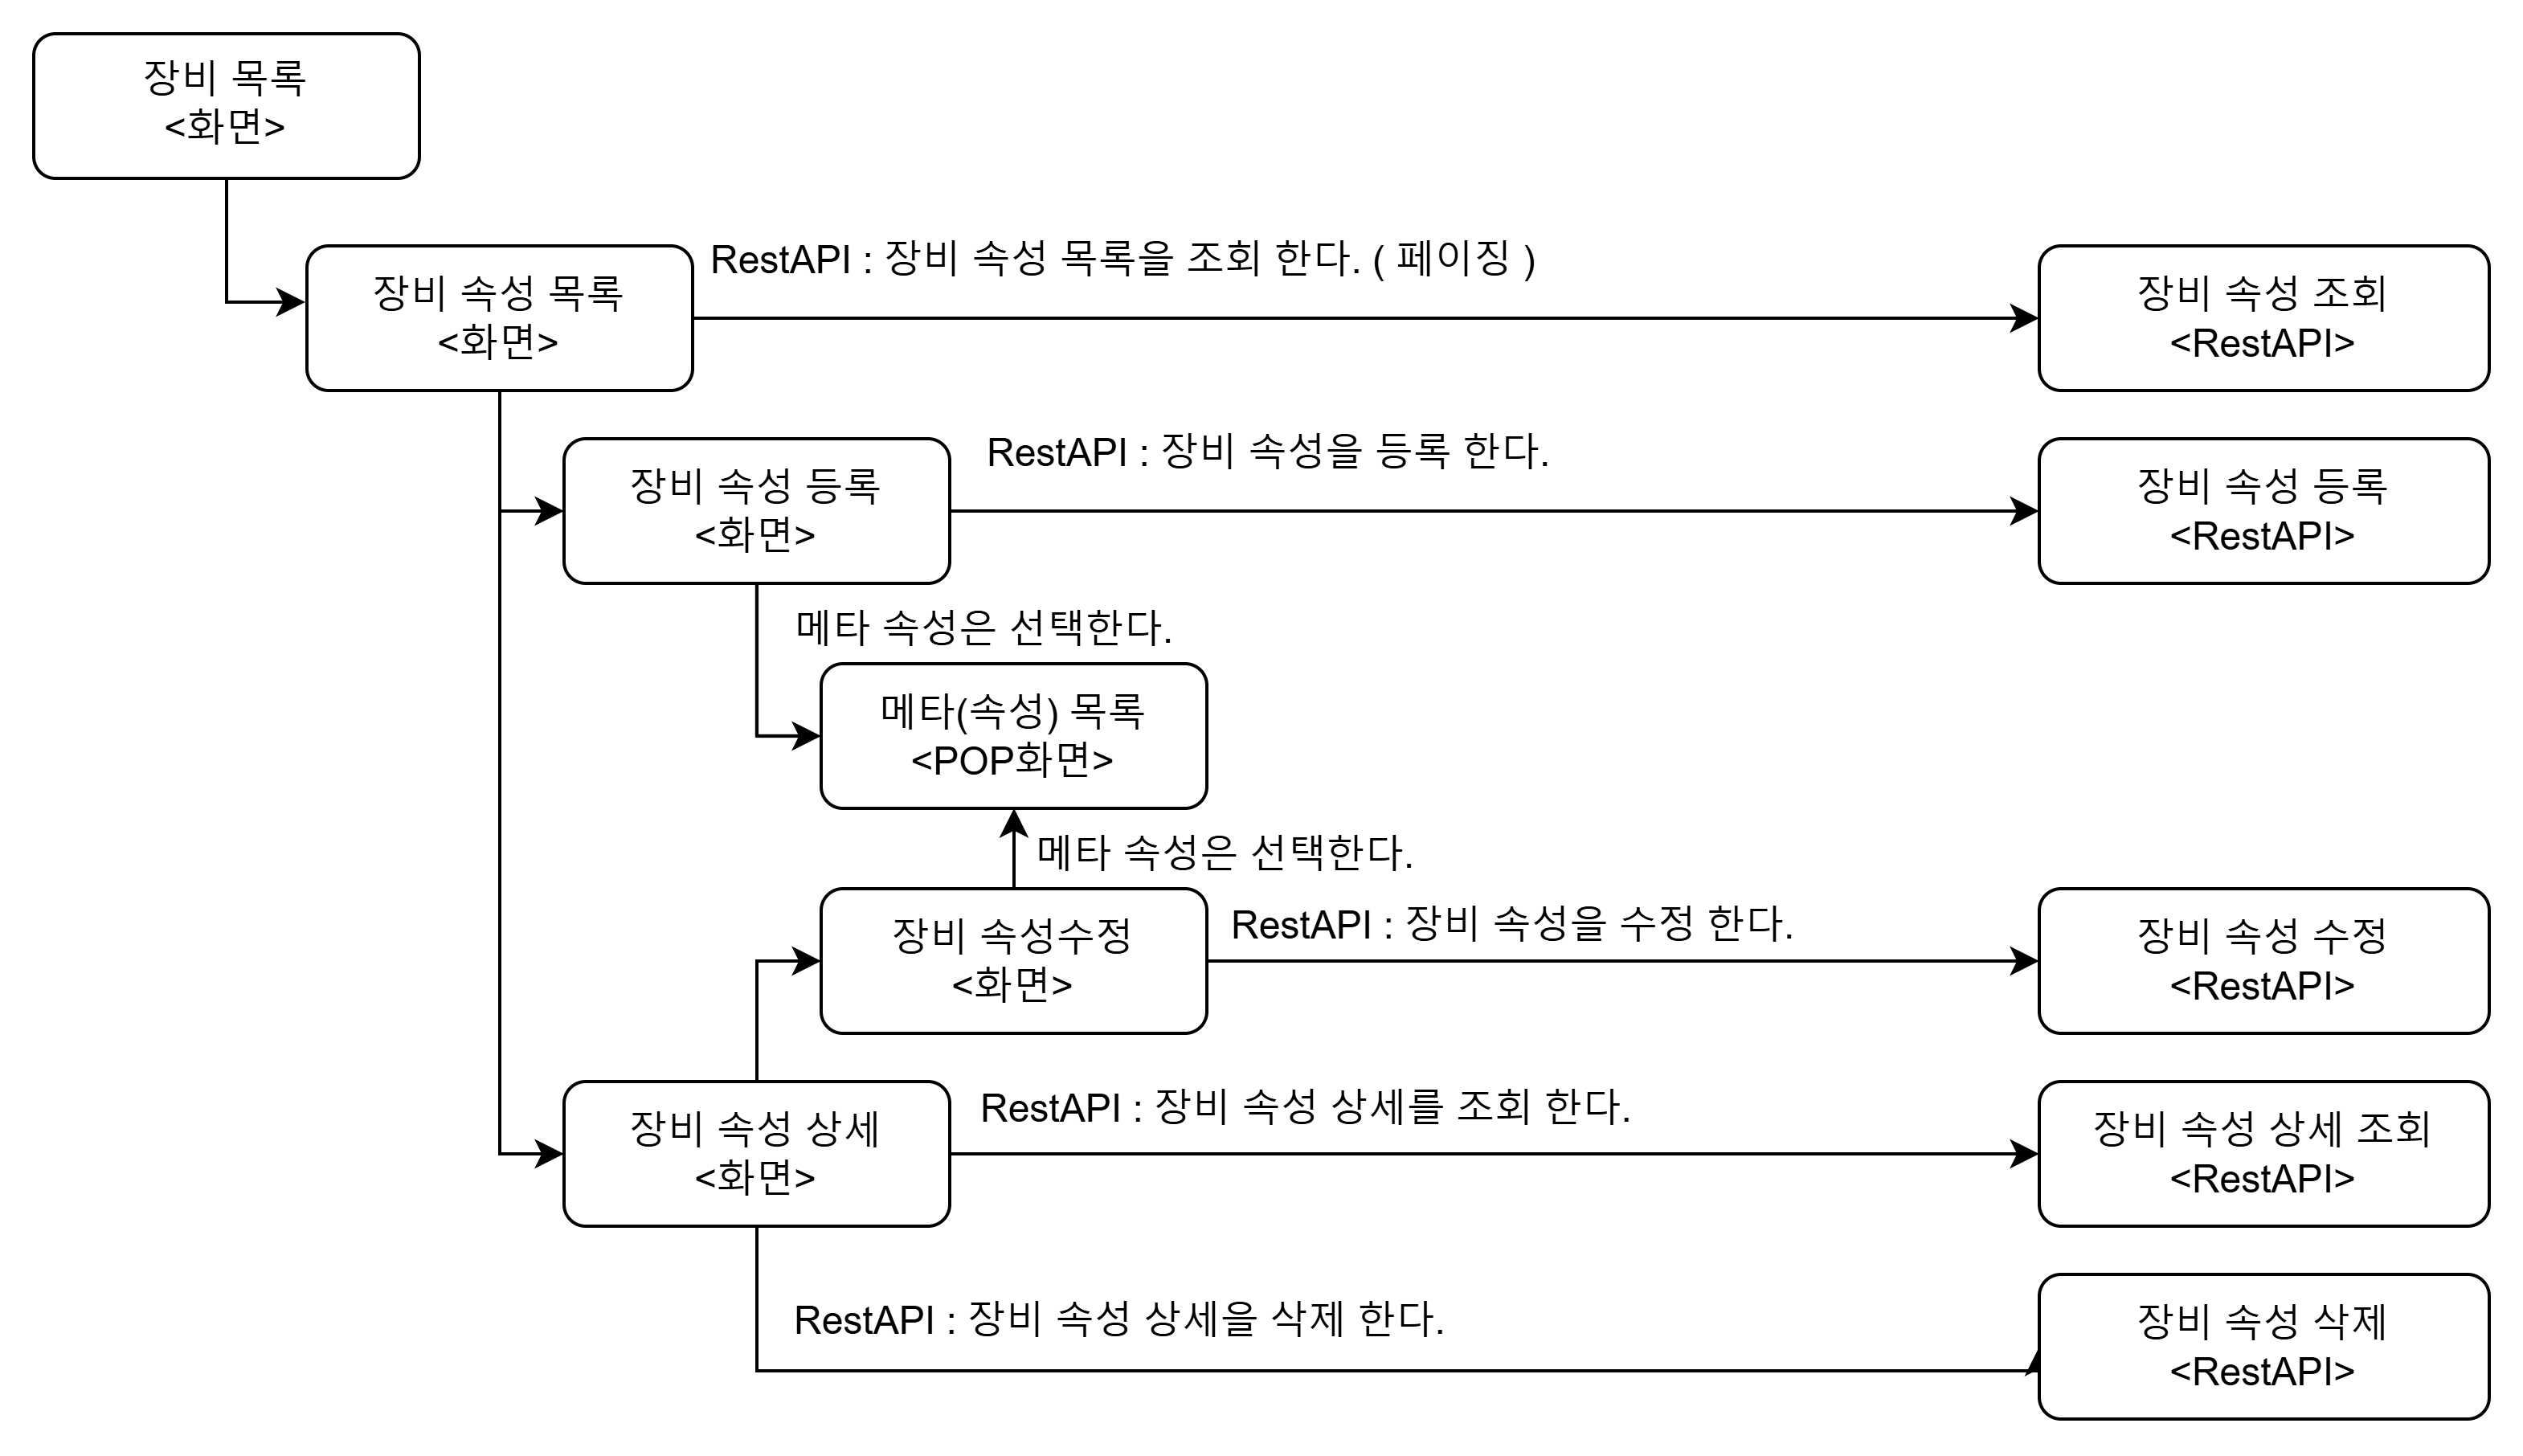 장비 목록
<화면>
RestAPI : 장비 속성 목록을 조회 한다. ( 페이징 )
장비 속성 목록
<화면>
장비 속성 조회
<RestAPI>
RestAPI : 장비 속성을 등록 한다.
장비 속성 등록
<화면>
장비 속성 등록
<RestAPI>
메타 속성은 선택한다.
메타(속성) 목록
<POP화면>
메타 속성은 선택한다.
장비 속성수정
<화면>
RestAPI : 장비 속성을 수정 한다.
장비 속성 수정
<RestAPI>
장비 속성 상세
<화면>
RestAPI : 장비 속성 상세를 조회 한다.
장비 속성 상세 조회
<RestAPI>
RestAPI : 장비 속성 상세을 삭제 한다.
장비 속성 삭제
<RestAPI>